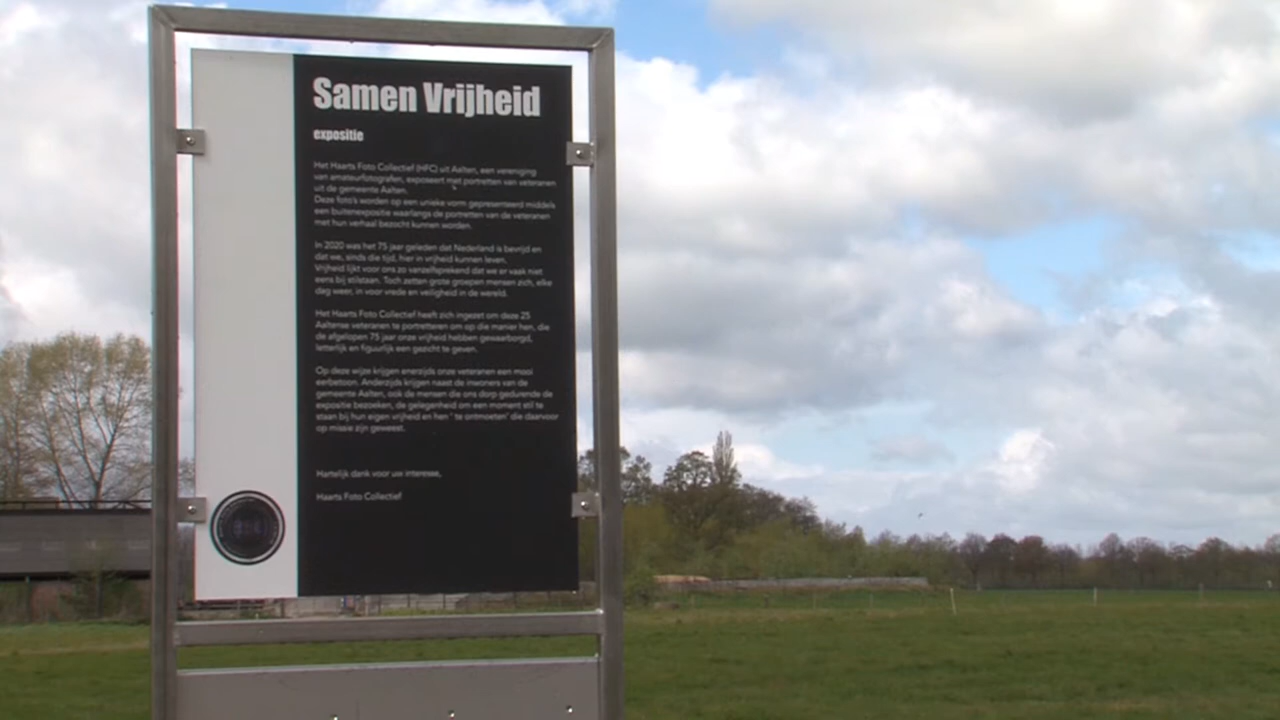 Samen Vrijheid
expositie
Het Haarts Foto Collectief (HFC) uit Aalten, een vereniging
van amateurfotografen, exposeert met portretten van veteranen
uit de gemeente Aalten.
Deze foto's worden op een unieke vorm gepresenteerd middels
een buitenexpositie waarlangs de portretten van de veteranen
met hun verhaal bezocht kunnen worden.
In 2020 was het 75 jaar geleden dat Nederland is bevrijd en
dat we, sinds die tijd, hier in vrijheid kunnen leven.
Vrijheid lijkt voor ons zo vanzelfsprekend dat we er vaak niet
eens bij stilstaan. Toch zetten grote groepen mensen zich, elke
dag weer, in voor vrede en veiligheid in de wereld.
Het Haarts Foto Collectief heeft zich ingezet om deze 25
Aaltense veteranen te portretteren om op die manier hen, die
de afgelopen 75 jaar onze vrijheid hebben gewaarborgd,
letterlijk en figuurlijk een gezicht te geven.
Op deze wijze krijgen enerzijds onze veteranen een mooi
eerbetoon. Anderzijds krijgen naast de inwoners van de
gemeente Aalten, ook de mensen die ons dorp gedurende de
expositie bezoeken, de gelegenheid om een moment stil te
staan bij hun eigen vrijheid en hen ' te ontmoeten' die daarvoor
op missie zijn geweest.
Hartelijk dank voor uw interesse,
Haarts Foto Collectief